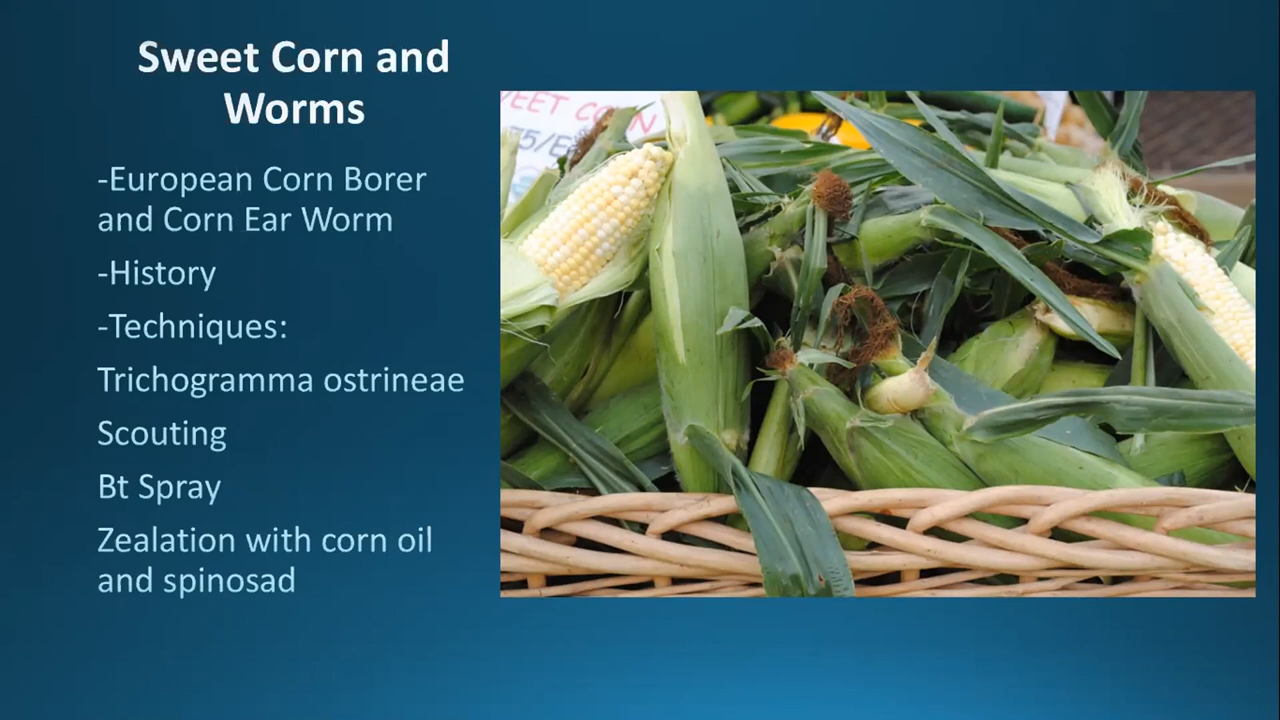 Sweet Corn and
Worms
-European Corn Borer
and Corn Ear Worm
-History
-Techniques:
Trichogramma ostrineae
Scouting
Bt Spray
Zealation with corn oil
and spinosad